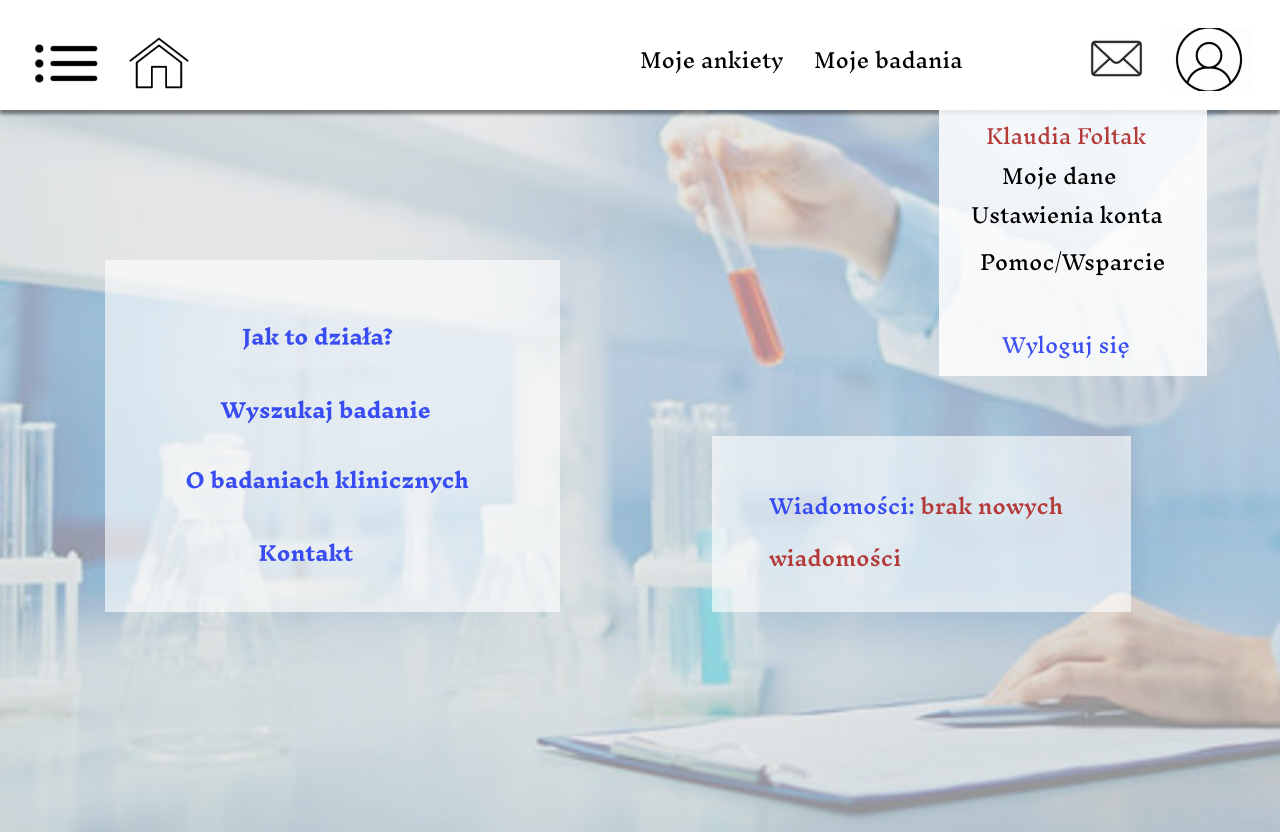 Moje ankiety Moje badania
Klaudia Foltak
Moje dane
Ustawienia konta
Pomoc/Wsparcie
Wyloguj się
Jak to działa?
Wyszukaj badanie
O badaniach klinicznych
Kontakt
Wiadomości: brak nowych
wiadomości